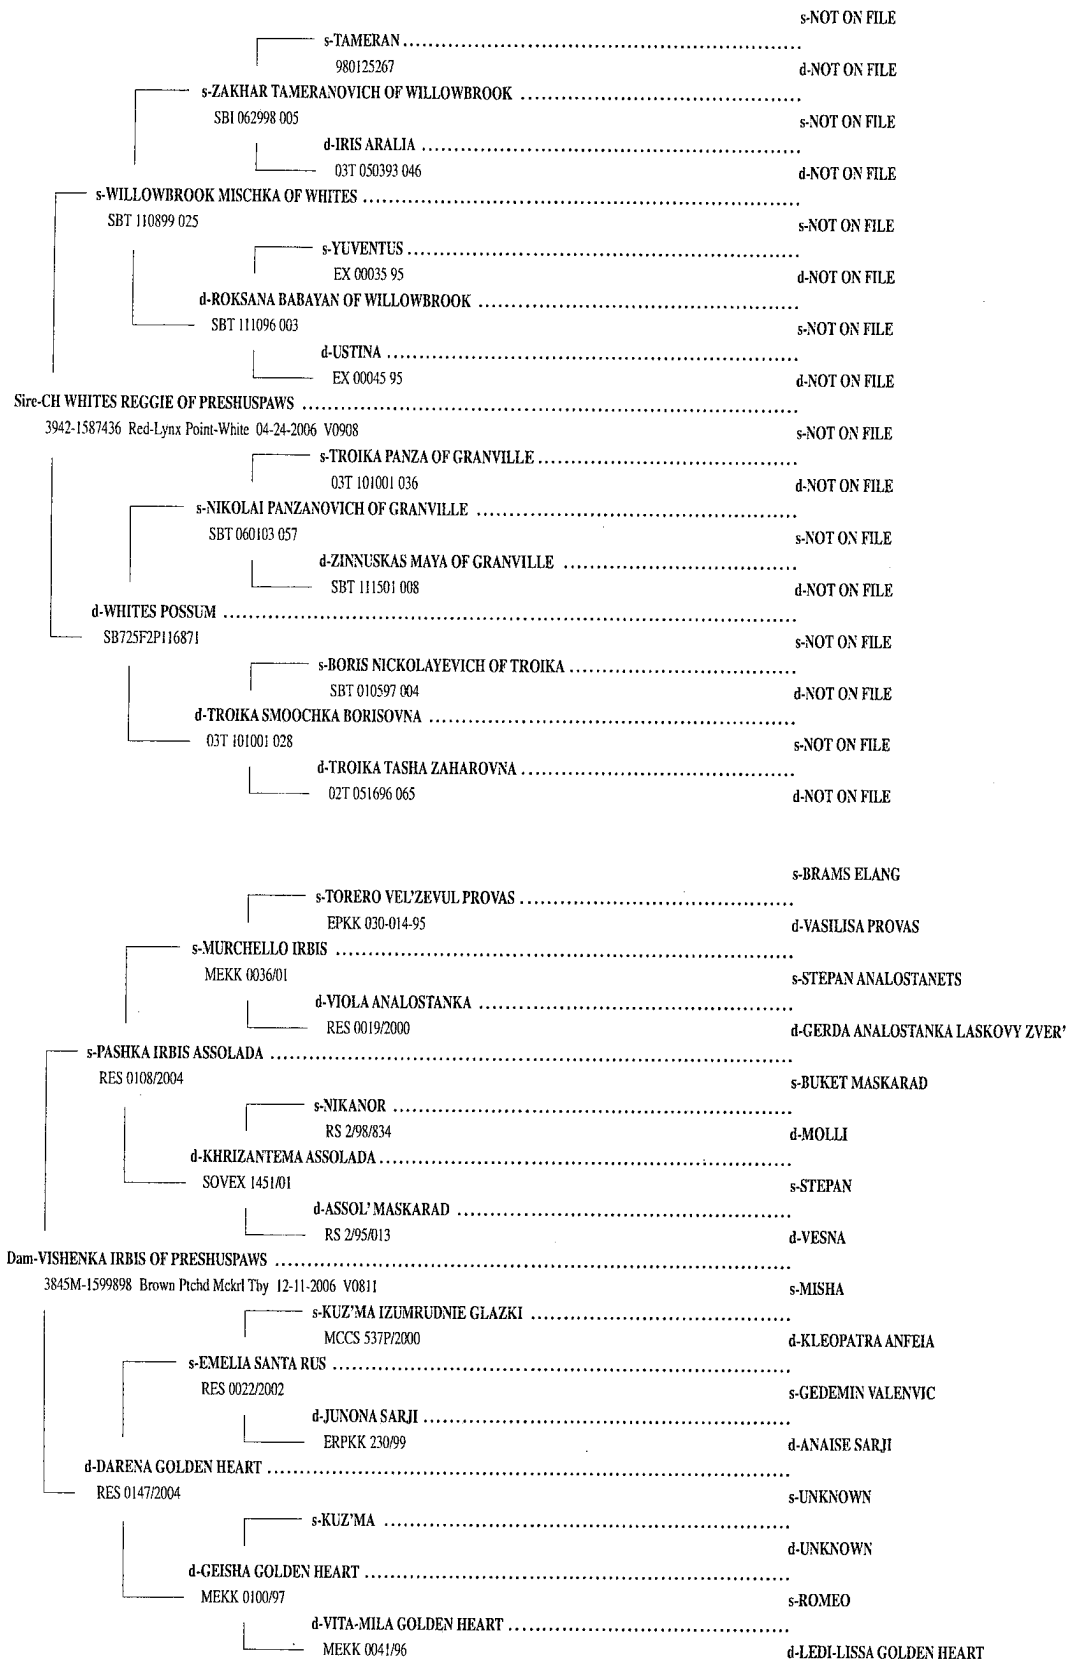 s-NOT ON FILE
s-TAMERAN
980125267
d-NOT ON FILE
s-ZAKHAR TAMERANOVICH OF WILLOWBROOK
SBI 062998 005
s-NOT ON FILE
d-IRIS ARALIA
03T 050393 046
d-NOT ON FILE
s-WILLOWBROOK MISCHKA OF WHITES
SBT 110899 025
s-NOT ON FILE
s-YUVENTUS
EX 00035 95
d-NOT ON FILE
d-ROKSANA BABAYAN OF WILLOWBROOK
SBT 111096 003
s-NOT ON FILE
d-USTINA
EX 00045 95
d-NOT ON FILE
Sire-CH WHITES REGGIE OF PRESHUSPAWS
3942-1587436 Red-Lynx Point-White 04-24-2006 V0908
s-NOT ON FILE
s-TROIKA PANZA OF GRANVILLE
03T 101001 036
d-NOT ON FILE
s-NIKOLAI PANZANOVICH OF GRANVILLE
SBT 060103 057
s-NOT ON FILE
d-ZINNUSKAS MAYA OF GRANVILLE
SBT 111501 008
d-NOT ON FILE
d-WHITES POSSUM
SB725F2P116871
s-NOT ON FILE
s-BORIS NICKOLAYEVICH OF TROIKA
SBT 010597 004
d-NOT ON FILE
d-TROIKA SMOOCHKA BORISOVNA
03T 101001 028
s-NOT ON FILE
d-TROIKA TASHA ZAHAROVNA
02T 051696 065
d-NOT ON FILE
s-BRAMS ELANG
s-TORERO VEL'ZEVUL PROVAS
EPKK 030-014-95
d-VASILISA PROVAS
s-MURCHELLO IRBIS
MEKK 0036/01
s-STEPAN ANALOSTANETS
d-VIOLA ANALOSTANKA
RES 0019/2000
d-GERDA ANALOSTANKA LASKOVY ZVER'
s-PASHKA IRBIS ASSOLADA
RES 0108/2004
s-BUKET MASKARAD
s-NIKANOR
RS 2/98/834
d-MOLLI
d-KHRIZANTEMA ASSOLADA
SOVEX 1451/01
s-STEPAN
d-ASSOL' MASKARAD
RS 2/95/013
d-VESNA
Dam-VISHENKA IRBIS OF PRESHUSPAWS
3845M-1599898 Brown Ptchd Mckrl Tby 12-11-2006 V0811
s-MISHA
s-KUZ'MA IZUMRUDNIE GLAZKI
MCCS 537P/2000
d-KLEOPATRA ANFEIA
s-EMELIA SANTA RUS
RES 0022/2002
s-GEDEMIN VALENVIC
d-JUNONA SARJI
ERPKK 230/99
d-ANAISE SARJI
d-DARENA GOLDEN HEART
RES 0147/2004
s-UNKNOWN
s-KUZ'MA
d-UNKNOWN
d-GEISHA GOLDEN HEART
MEKK 0100/97
s-ROMEO
d-VITA-MILA GOLDEN HEART
MEKK 0041/96
d-LEDI-LISSA GOLDEN HEART